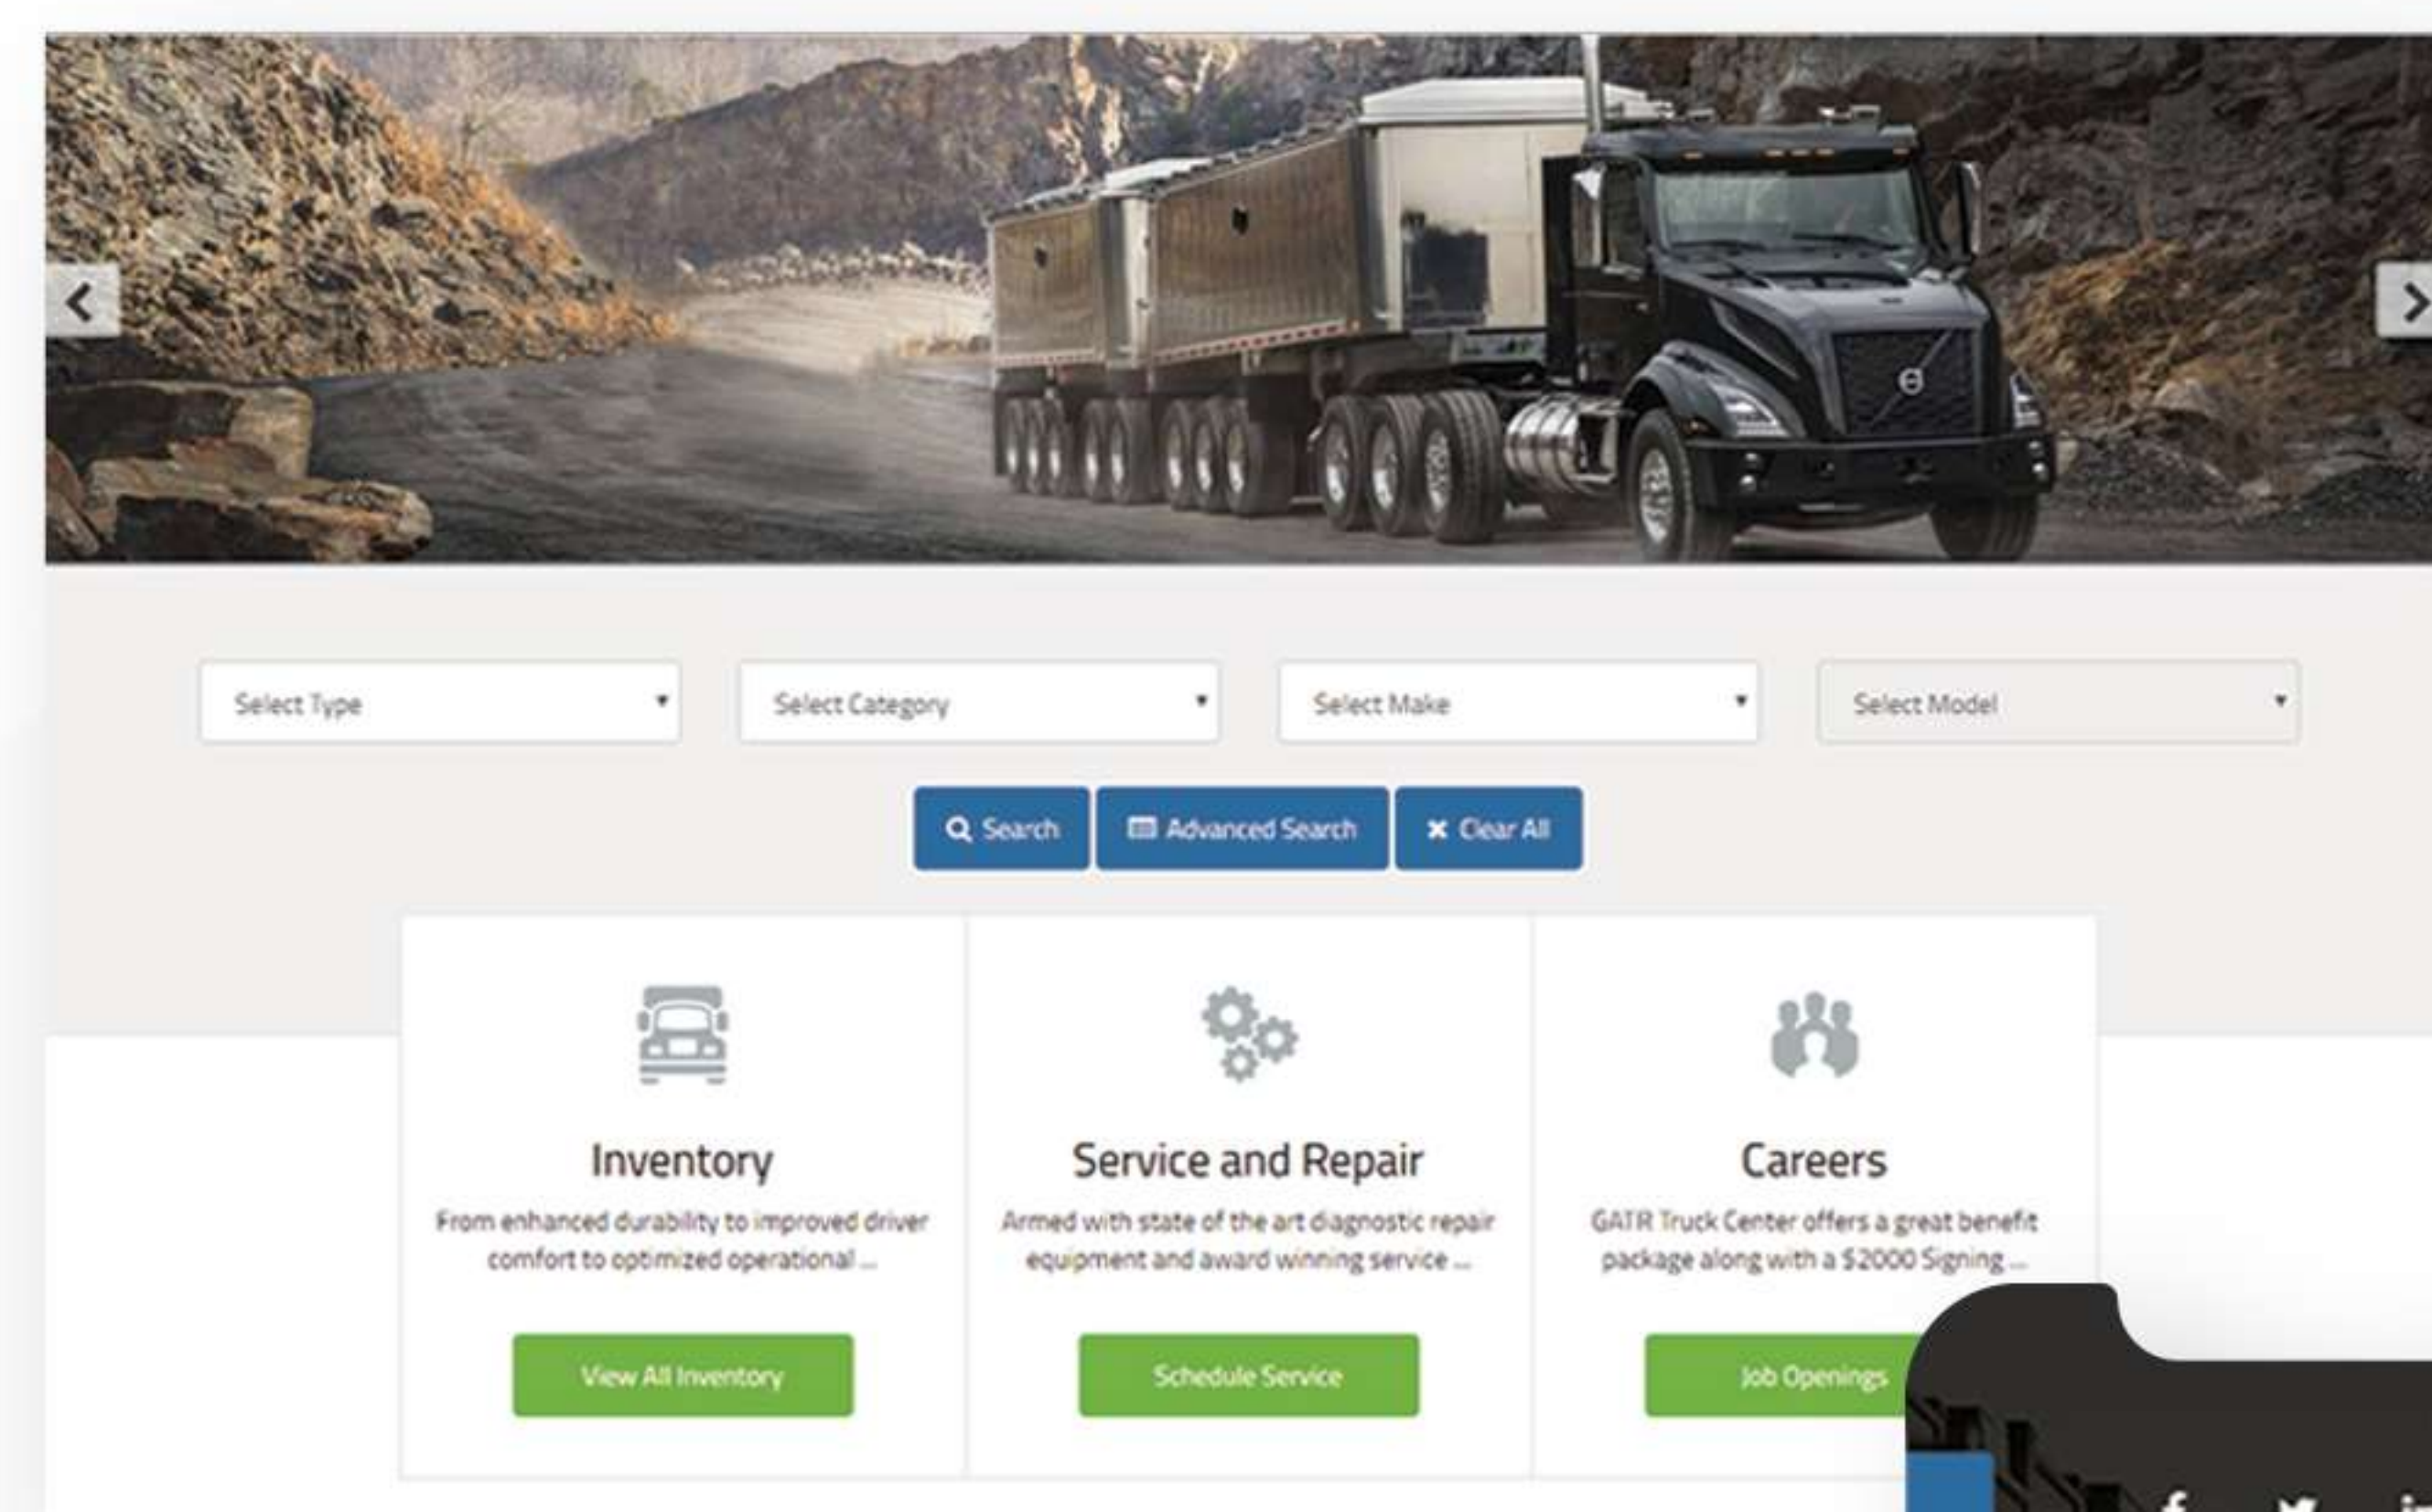 Select Type
Select Category
Select Make
Select Model
Search
Advanced Search
Clear All
Inventory
From enhanced durability to improved driver
comfort to optimized operational ...
View All Inventory
Service and Repair
Armed with state of the art diagnostic repair
equipment and award winning service ...
Schedule Service
Careers
GATR Truck Center offers a great benefit
package along with a $2000 Signing ...
Job Openings